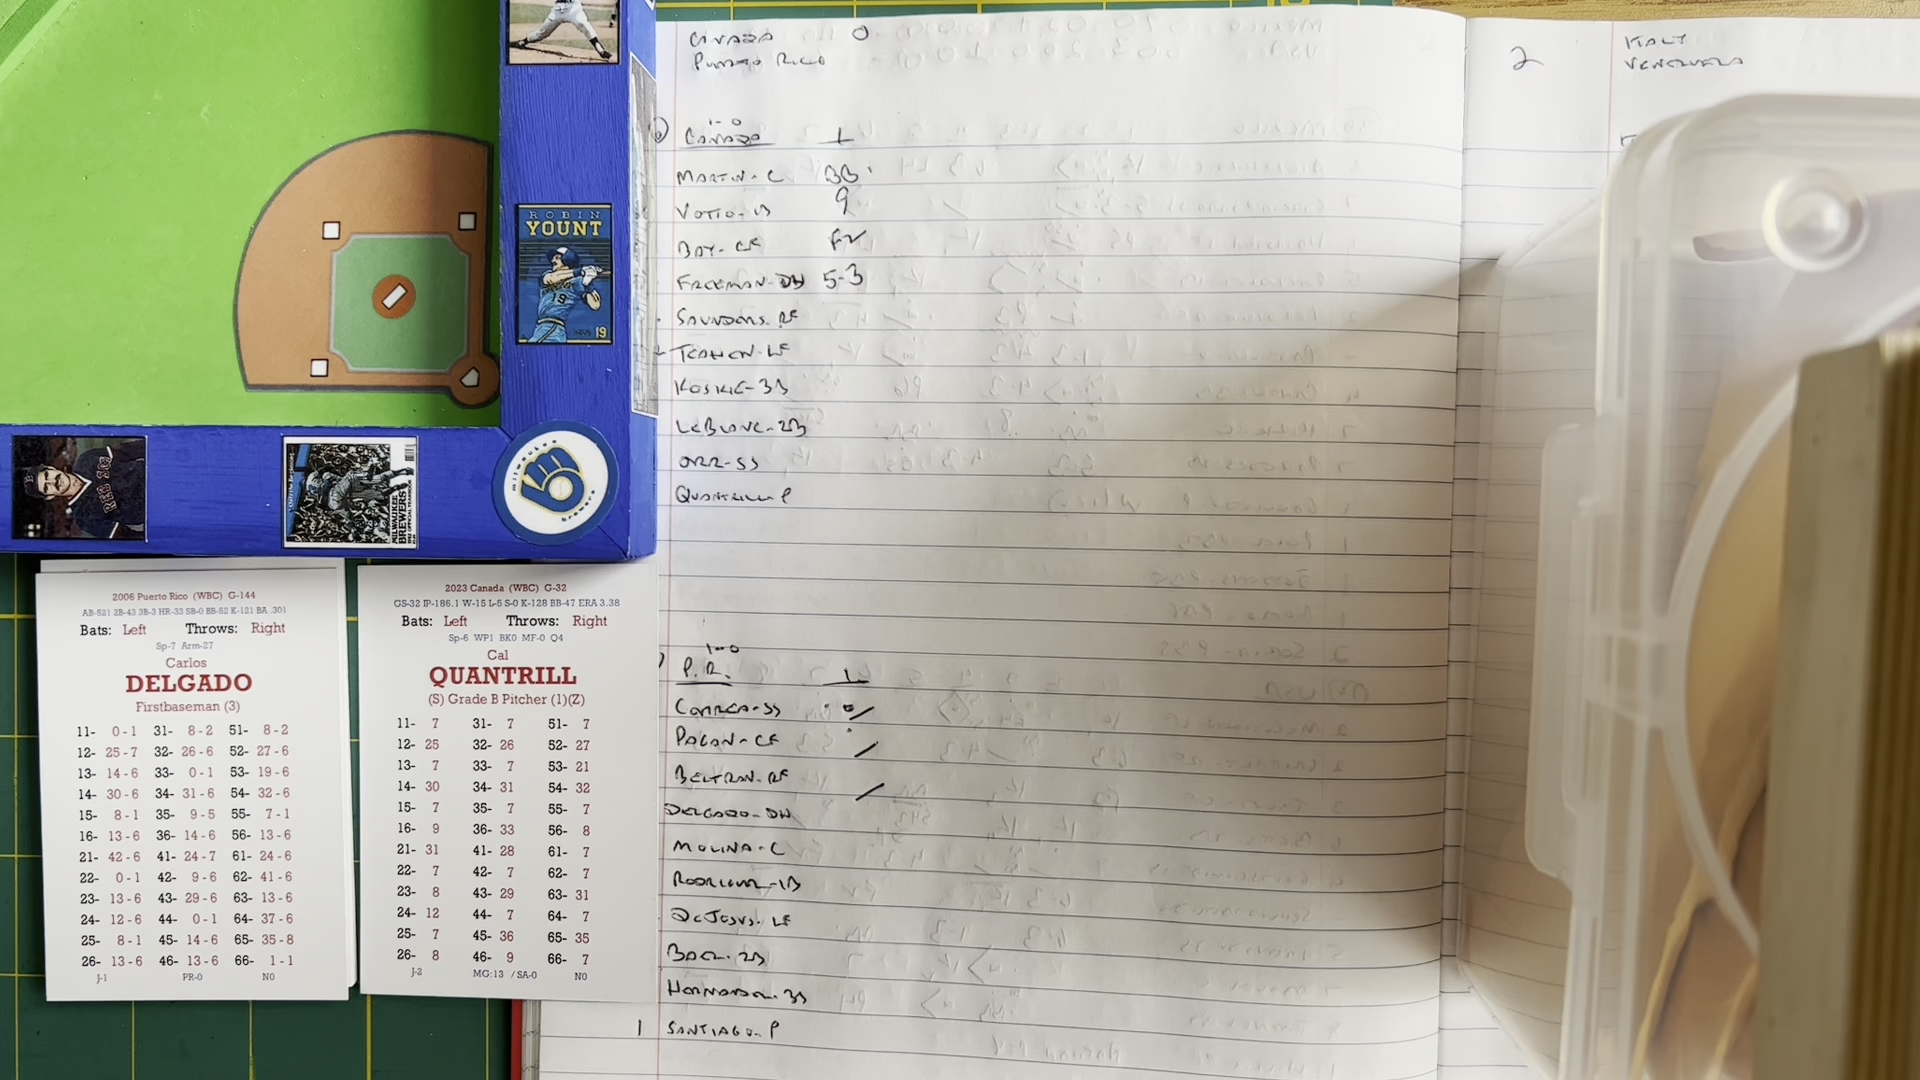 CANADA 0
PUERTO RICO
2
ITALY
VENEZUELA
1-0
CANADA 1
MARTIN-C BB
VOTTO-1B 9
BAY-CF
FREEMAN-DH 5-3
SAUNDERS-RF
TEAHEN-LF
KOSKIE-3B
LEBLANC-2B
ORR-SS
QUANTRILL-P
1-0
P.R. 1
CORREA-SS
PAGAN-CF
BELTRAN-RF
DELGADO-DH
MOLINA-C
RODRIGUEZ-1B
DEJESUS-LF
BAEZ-2B
HERNANDEZ-3B
1 SANTIAGO-P
ROBIN
YOUNT
19
19
RED SOX
MILWAUKEE
BREWERS
milwaukee
brewers
2006 Puerto Rico (WBC) G-144
AB-521 2B-43 3B-3 HR-33 SB-0 BB-52 K-121 BA .301
Bats: Left Throws: Right
Sp-7 Arm-27
Carlos
DELGADO
Firstbaseman (3)
11- 0-1 31- 8-2 51- 8-2
12- 25-7 32- 26-6 52- 27-6
13- 14-6 33- 0-1 53- 19-6
14- 30-6 34- 31-6 54- 32-6
15- 8-1 35- 9-5 55- 7-1
16- 13-6 36- 14-6 56- 13-6
21- 42-6 41- 24-7 61- 24-6
22- 0-1 42- 9-6 62- 41-6
23- 13-6 43- 29-6 63- 13-6
24- 12-6 44- 0-1 64- 37-6
25- 8-1 45- 14-6 65- 35-8
26- 13-6 46- 13-6 66- 1-1
J-1 PR-0 N0
2023 Canada (WBC) G-32
GS-32 IP-186.1 W-15 L-5 S-0 K-128 BB-47 ERA 3.38
Bats: Left Throws: Right
Sp-6 WP1 BK0 MF-0 Q4
Cal
QUANTRILL
(S) Grade B Pitcher (1)(Z)
11- 7 31- 7 51- 7
12- 25 32- 26 52- 27
13- 7 33- 7 53- 21
14- 30 34- 31 54- 32
15- 7 35- 7 55- 7
16- 9 36- 33 56- 8
21- 31 41- 28 61- 7
22- 7 42- 7 62- 7
23- 8 43- 29 63- 31
24- 12 44- 7 64- 7
25- 7 45- 36 65- 35
26- 8 46- 9 66- 7
J-2 MG:13 /SA-0 N0